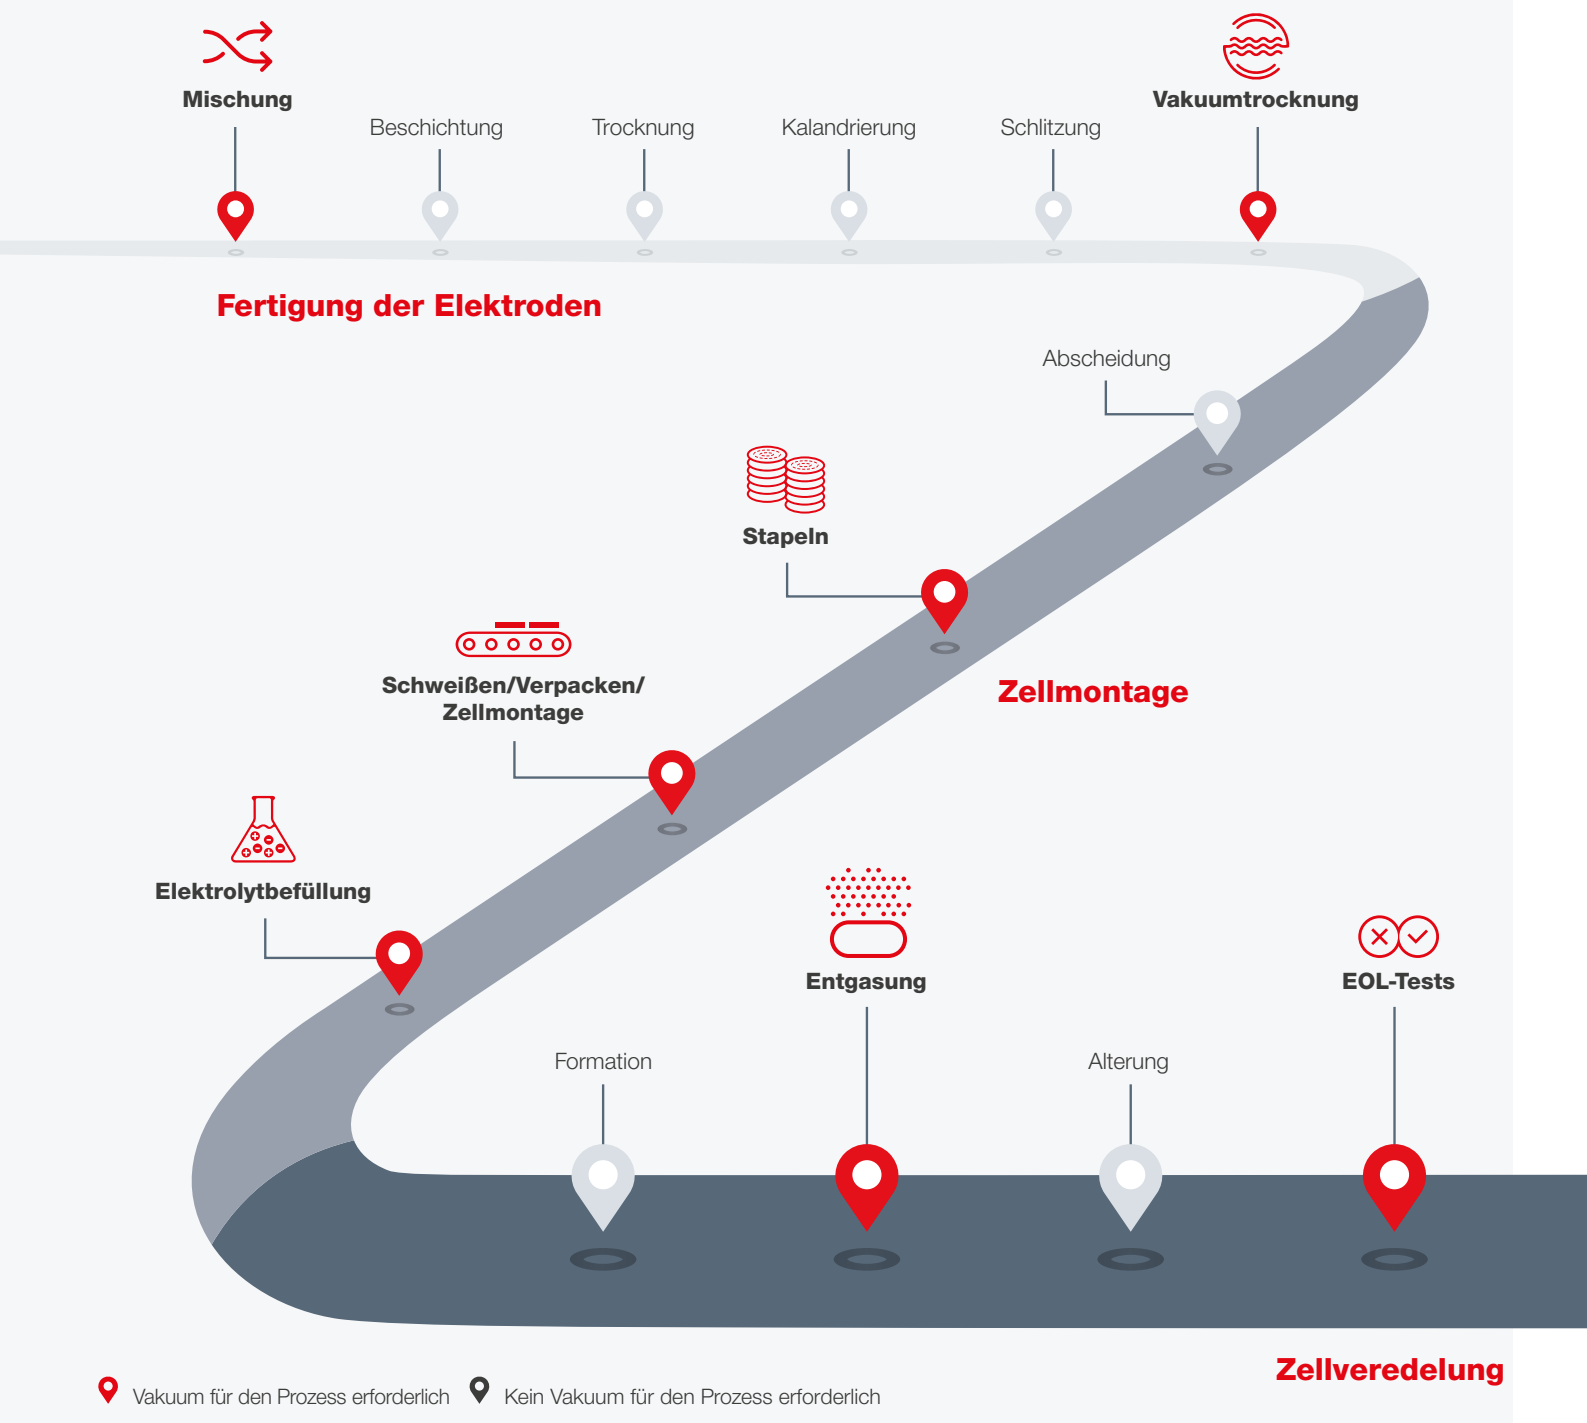 Mischung
Beschichtung
Trocknung
Kalandrierung
Schlitzung
Vakuumtrocknung
Fertigung der Elektroden
Abscheidung
Stapeln
Schweißen/Verpacken/
Zellmontage
Zellmontage
Elektrolytbefüllung
Formation
Entgasung
Alterung
EOL-Tests
Zellveredelung
Vakuum für den Prozess erforderlich
Kein Vakuum für den Prozess erforderlich